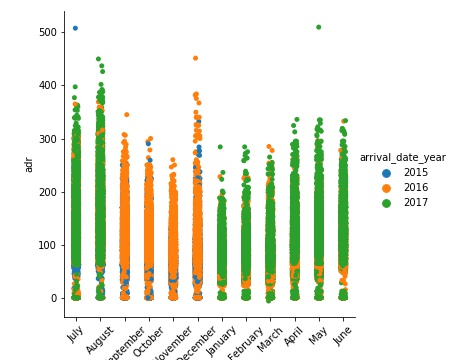 500
400
300
200
100
0
adr
July
August
September
October
November
December
January
February
March
April
May
June
arrival_date_year
2015
2016
2017